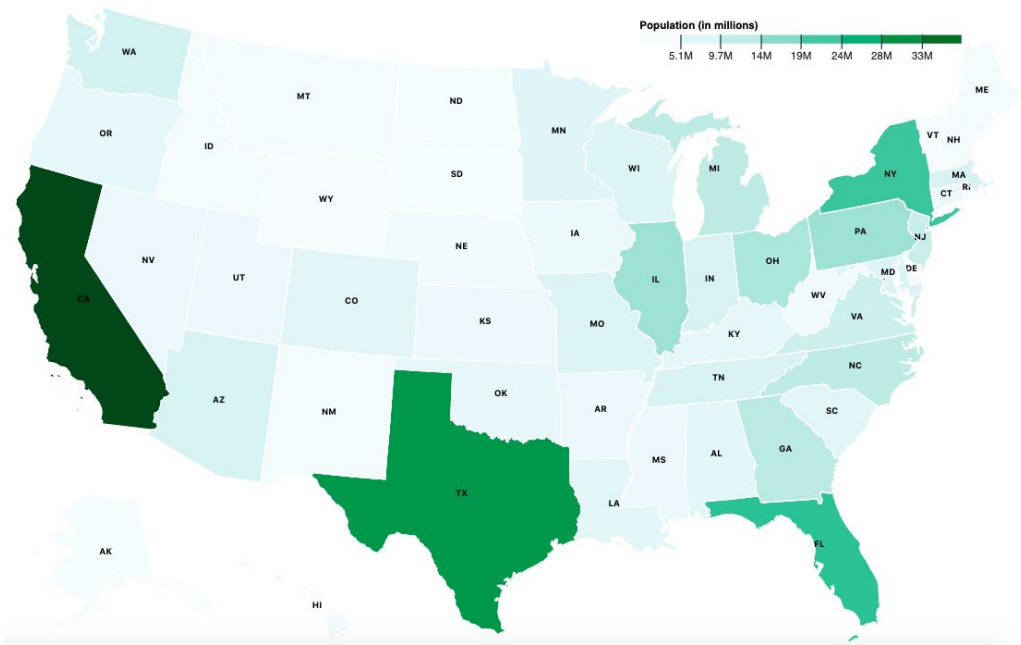 Population (in millions)
5.1M 9.7M 14M 19M 24M 28M 33M
WA
ME
MT
ND
OR
MN
VT NH
ID
WI
MI
SD
NY
MA
RI
CT
WY
IA
PA
NJ
NE
NV
OH
UT
IN
IL
MD DE
CO
CA
WV
VA
KS
MO
KY
NC
TN
OK
AZ
NM
AR
SC
GA
AL
MS
TX
LA
FL
AK
HI